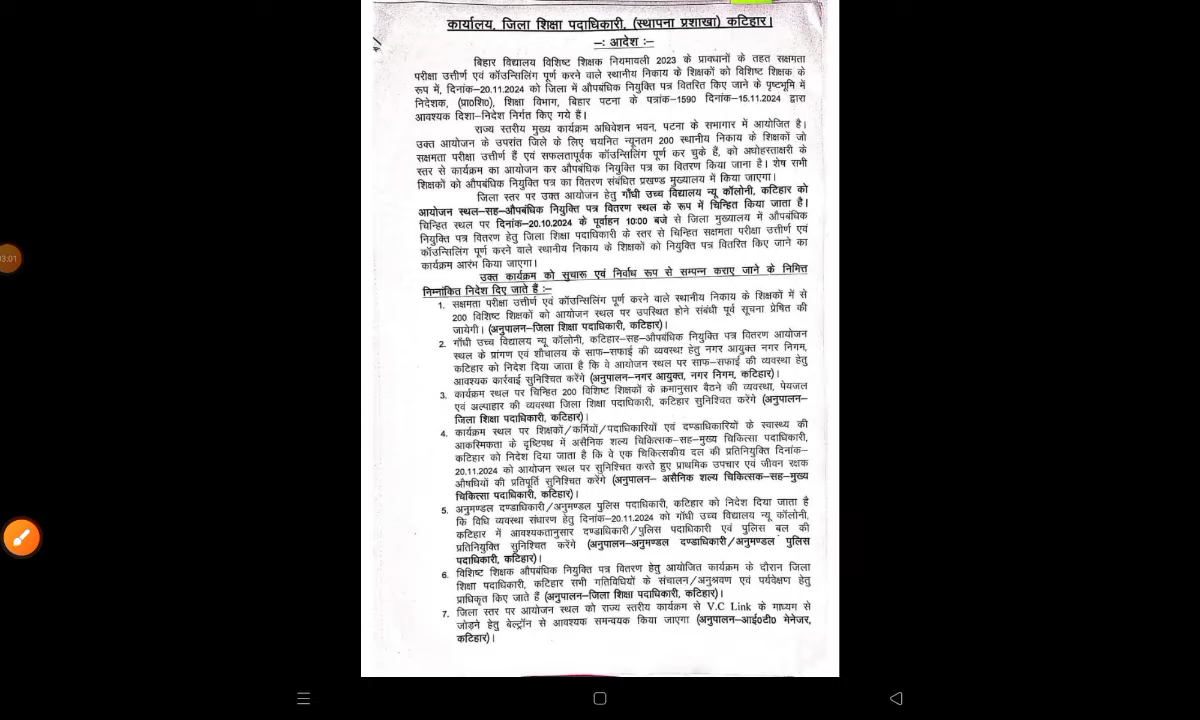 कार्यालय, जिला शिक्षा पदाधिकारी, (स्थापना प्रशाखा) कटिहार।
–: आदेश :–
बिहार विद्यालय विशिष्ट शिक्षक नियमावली 2023 के प्रावधानों के तहत सक्षमता
परीक्षा उत्तीर्ण एवं कॉउन्सिलिंग पूर्ण करने वाले स्थानीय निकाय के शिक्षकों को विशिष्ट शिक्षक के
रूप में, दिनांक–20.11.2024 को जिला में औपबंधिक नियुक्ति पत्र वितरित किए जाने के पृष्टभूमि में
निदेशक, (प्रा0शि0), शिक्षा विभाग, बिहार पटना के पत्रांक–1590 दिनांक–15.11.2024 द्वारा
आवश्यक दिशा–निदेश निर्गत किए गये हैं।
राज्य स्तरीय मुख्य कार्यक्रम अधिवेशन भवन, पटना के सभागार में आयोजित है।
उक्त आयोजन के उपरांत जिले के लिए चयनित न्यूनतम 200 स्थानीय निकाय के शिक्षकों जो
सक्षमता परीक्षा उत्तीर्ण हैं एवं सफलतापूर्वक कॉउन्सिलिंग पूर्ण कर चुके हैं, को अधोहस्ताक्षरी के
स्तर से कार्यक्रम का आयोजन कर औपबंधिक नियुक्ति पत्र का वितरण किया जाना है। शेष सभी
शिक्षकों को औपबंधिक नियुक्ति पत्र का वितरण संबंधित प्रखण्ड मुख्यालय में किया जाएगा।
जिला स्तर पर उक्त आयोजन हेतु गाँधी उच्च विद्यालय न्यू कॉलोनी, कटिहार को
आयोजन स्थल–सह–औपबंधिक नियुक्ति पत्र वितरण स्थल के रूप में चिन्हित किया जाता है।
चिन्हित स्थल पर दिनांक–20.10.2024 के पूर्वाहन 10:00 बजे से जिला मुख्यालय में औपबंधिक
नियुक्ति पत्र वितरण हेतु जिला शिक्षा पदाधिकारी के स्तर से चिन्हित सक्षमता परीक्षा उत्तीर्ण एवं
कॉउन्सिलिंग पूर्ण करने वाले स्थानीय निकाय के शिक्षकों को नियुक्ति पत्र वितरित किए जाने का
कार्यक्रम आरंभ किया जाएगा।
उक्त कार्यक्रम को सुचारू एवं निर्वाध रूप से सम्पन्न कराए जाने के निमित्त
निम्नांकित निदेश दिए जाते हैं :–
1. सक्षमता परीक्षा उत्तीर्ण एवं कॉउन्सिलिंग पूर्ण करने वाले स्थानीय निकाय के शिक्षकों में से
200 विशिष्ट शिक्षकों को आयोजन स्थल पर उपस्थित होने संबंधी पूर्व सूचना प्रेषित की
जायेगी। (अनुपालन–जिला शिक्षा पदाधिकारी, कटिहार)।
2. गाँधी उच्च विद्यालय न्यू कॉलोनी, कटिहार–सह–औपबंधिक नियुक्ति पत्र वितरण आयोजन
स्थल के प्रांगण एवं शौचालय के साफ–सफाई की व्यवस्था हेतु नगर आयुक्त नगर निगम,
कटिहार को निदेश दिया जाता है कि वे आयोजन स्थल पर साफ–सफाई की व्यवस्था हेतु
आवश्यक कार्रवाई सुनिश्चित करेंगे (अनुपालन–नगर आयुक्त, नगर निगम, कटिहार)।
3. कार्यक्रम स्थल पर चिन्हित 200 विशिष्ट शिक्षकों के क्रमानुसार बैठने की व्यवस्था, पेयजल
एवं अल्पाहार की व्यवस्था जिला शिक्षा पदाधिकारी, कटिहार सुनिश्चित करेंगे (अनुपालन–
जिला शिक्षा पदाधिकारी, कटिहार)।
4. कार्यक्रम स्थल पर शिक्षकों/कर्मियों/पदाधिकारियों एवं दण्डाधिकारियों के स्वास्थ्य की
आकस्मिकता के दृष्टिपथ में असैनिक शल्य चिकित्सक–सह–मुख्य चिकित्सा पदाधिकारी,
कटिहार को निदेश दिया जाता है कि वे एक चिकित्सकीय दल की प्रतिनियुक्ति दिनांक–
20.11.2024 को आयोजन स्थल पर सुनिश्चित करते हुए प्राथमिक उपचार एवं जीवन रक्षक
औषधियों की प्रतिपूर्ति सुनिश्चित करेंगे (अनुपालन– असैनिक शल्य चिकित्सक–सह–मुख्य
चिकित्सा पदाधिकारी, कटिहार)।
5. अनुमण्डल दण्डाधिकारी/अनुमण्डल पुलिस पदाधिकारी, कटिहार को निदेश दिया जाता है
कि विधि व्यवस्था संधारण हेतु दिनांक–20.11.2024 को गाँधी उच्च विद्यालय न्यू कॉलोनी,
कटिहार में आवश्यकतानुसार दण्डाधिकारी/पुलिस पदाधिकारी एवं पुलिस बल की
प्रतिनियुक्ति सुनिश्चित करेंगे (अनुपालन–अनुमण्डल दण्डाधिकारी/अनुमण्डल पुलिस
पदाधिकारी, कटिहार)।
6. विशिष्ट शिक्षक औपबंधिक नियुक्ति पत्र वितरण हेतु आयोजित कार्यक्रम के दौरान जिला
शिक्षा पदाधिकारी, कटिहार सभी गतिविधियों के संचालन/अनुश्रवण एवं पर्यवेक्षण हेतु
प्राधिकृत किए जाते हैं (अनुपालन–जिला शिक्षा पदाधिकारी, कटिहार)।
7. जिला स्तर पर आयोजन स्थल को राज्य स्तरीय कार्यक्रम से V.C Link के माध्यम से
जोड़ने हेतु बेल्ट्रॉन से आवश्यक समन्वयक किया जाएगा (अनुपालन–आई0टी0 मेनेजर,
कटिहार)।